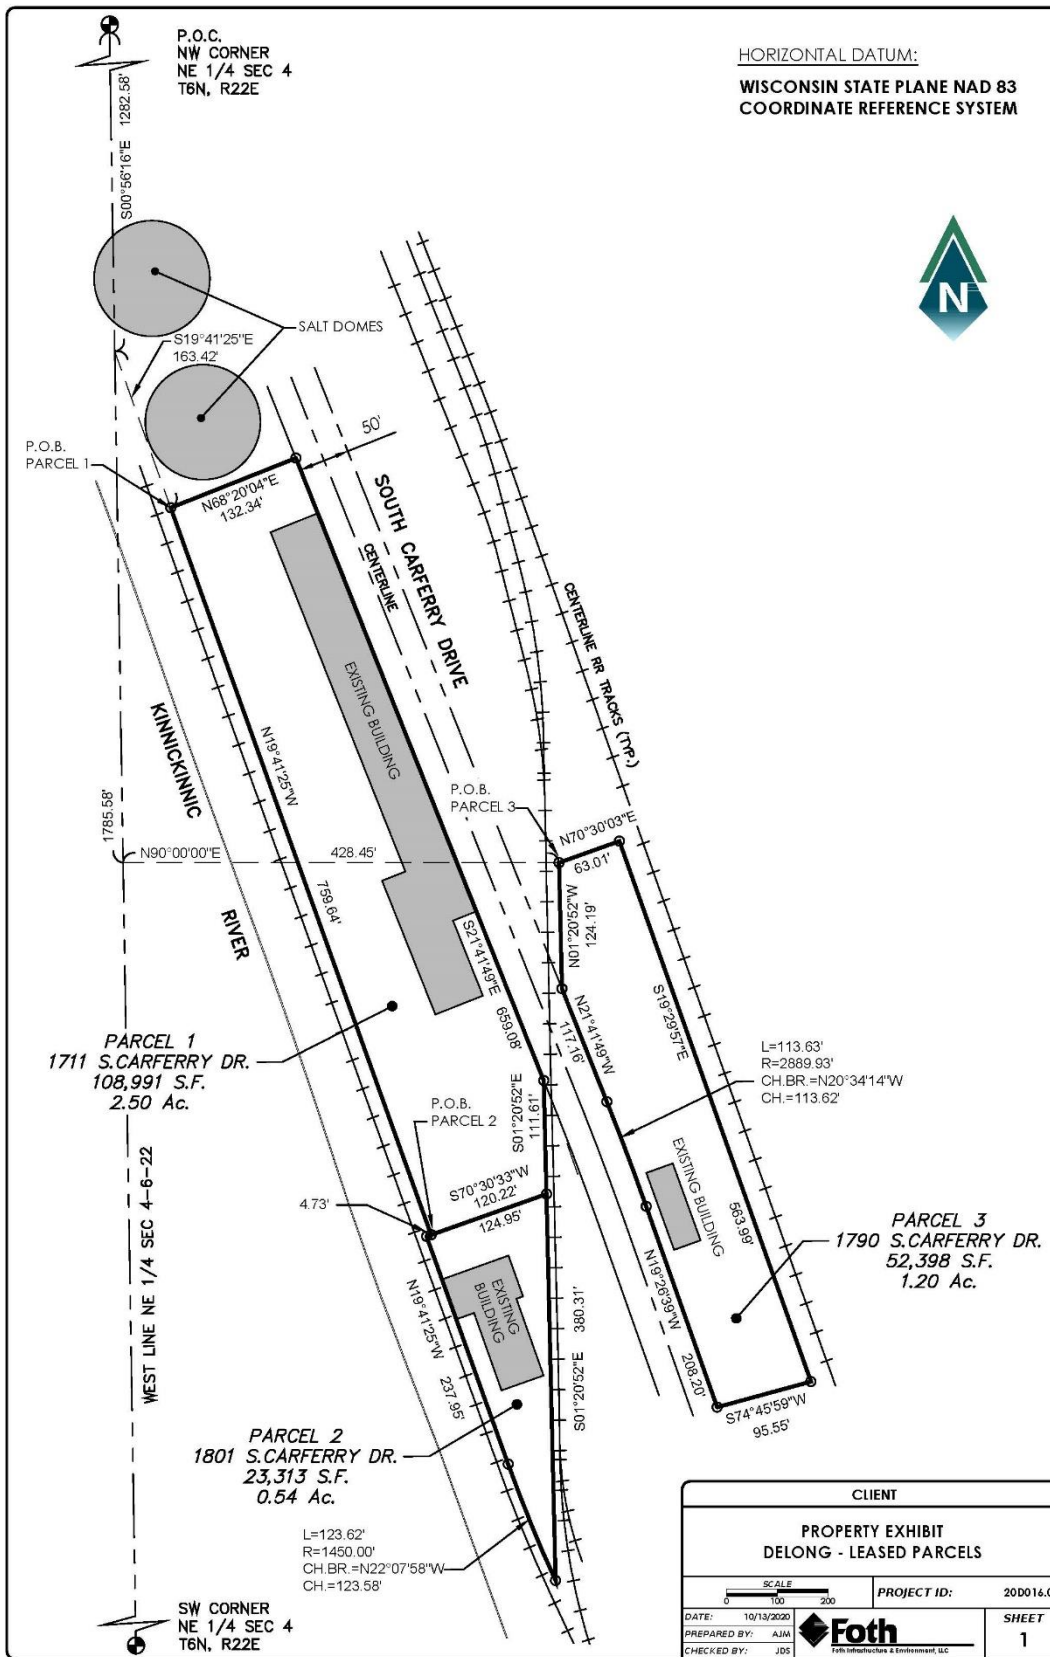 P.O.C.
NW CORNER
NE 1/4 SEC 4
T6N, R22E
HORIZONTAL DATUM:
WISCONSIN STATE PLANE NAD 83
COORDINATE REFERENCE SYSTEM
N
S00°56'16"E 1282.58'
SALT DOMES
S19°41'25"E
163.42'
P.O.B.
PARCEL 1
N68°20'04"E
132.34'
50'
SOUTH CARFERRY DRIVE
CENTERLINE
CENTERLINE RR TRACKS (TYP.)
EXISTING BUILDING
KINNICKINNIC
RIVER
N19°41'25"W
759.64'
1785.58'
N90°00'00"E
428.45'
P.O.B.
PARCEL 3
N70°30'03"E
63.01'
N01°20'52"W
124.19'
S21°41'49"E
659.08'
N21°41'49"W
117.16'
S19°29'57"E
563.99'
PARCEL 1
1711 S.CARFERRY DR.
108,991 S.F.
2.50 Ac.
L=113.63'
R=2889.93'
CH.BR.=N20°34'14"W
CH.=113.62'
P.O.B.
PARCEL 2
S01°20'52"E
111.61'
S70°30'33"W
120.22'
124.95'
4.73'
EXISTING BUILDING
PARCEL 3
1790 S.CARFERRY DR.
52,398 S.F.
1.20 Ac.
N19°26'39"W
208.20'
EXISTING
BUILDING
N19°41'25"W
237.95'
S01°20'52"E 380.31'
S74°45'59"W
95.55'
WEST LINE NE 1/4 SEC 4-6-22
PARCEL 2
1801 S.CARFERRY DR.
23,313 S.F.
0.54 Ac.
L=123.62'
R=1450.00'
CH.BR.=N22°07'58"W
CH.=123.58'
SW CORNER
NE 1/4 SEC 4
T6N, R22E
CLIENT
PROPERTY EXHIBIT
DELONG - LEASED PARCELS
SCALE
0 100 200
PROJECT ID: 20D016.0
DATE: 10/13/2020
PREPARED BY: AJM
CHECKED BY: JDS
Foth
Foth Infrastructure & Environment, LLC
SHEET
1